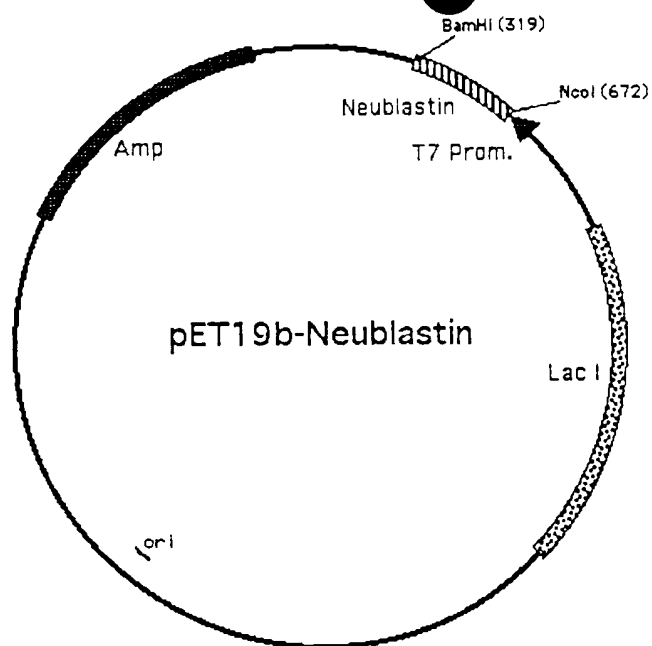 BamHI (319)
NcoI (672)
Neublastin
T7 Prom.
Amp
pET19b-Neublastin
Lac I
ori